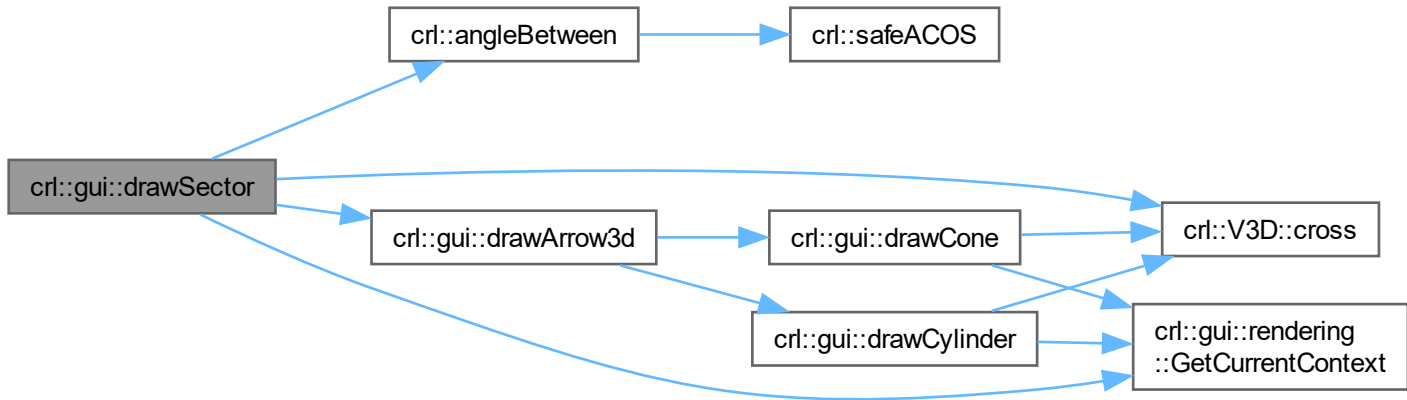 crl::angleBetween
crl::safeACOS
crl::gui::drawSector
crl::gui::drawArrow3d
crl::gui::drawCone
crl::V3D::cross
crl::gui::drawCylinder
crl::gui::rendering
::GetCurrentContext